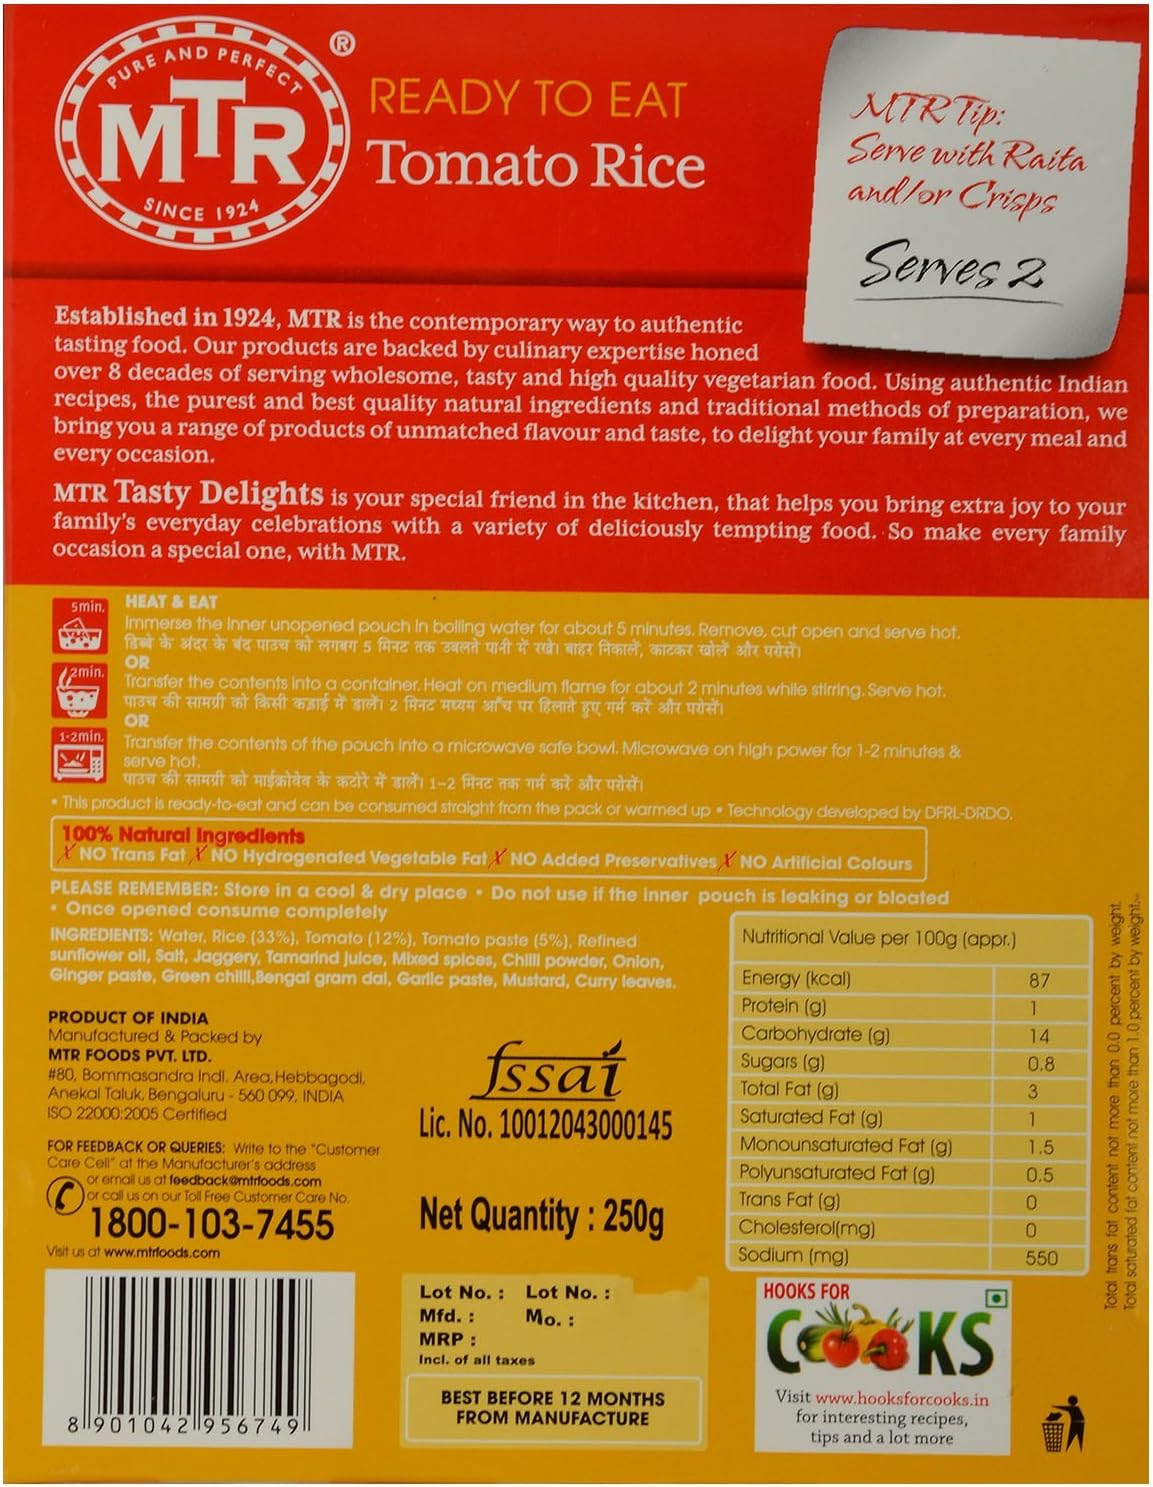 PURE AND PERFECT
MTR
SINCE 1924
®
READY TO EAT
Tomato Rice
MTR Tip:
Serve with Raita
and/or Crisps
Serves 2
Established in 1924, MTR is the contemporary way to authentic
tasting food. Our products are backed by culinary expertise honed
over 8 decades of serving wholesome, tasty and high quality vegetarian food. Using authentic Indian
recipes, the purest and best quality natural ingredients and traditional methods of preparation, we
bring you a range of products of unmatched flavour and taste, to delight your family at every meal and
every occasion.
MTR Tasty Delights is your special friend in the kitchen, that helps you bring extra joy to your
family's everyday celebrations with a variety of deliciously tempting food. So make every family
occasion a special one, with MTR.
5min.
HEAT & EAT
Immerse the inner unopened pouch in boiling water for about 5 minutes. Remove, cut open and serve hot.
डिब्बे के अंदर के बंद पाउच को लगबग 5 मिनट तक उबलते पानी में रखें। बाहर निकालें, काटकर खोलें और परोसें।
OR
2min.
Transfer the contents into a container. Heat on medium flame for about 2 minutes while stirring. Serve hot.
पाउच की सामग्री को किसी कड़ाई में डालें। 2 मिनट मध्यम आँच पर हिलाते हुए गर्म करें और परोसें।
OR
1-2min.
Transfer the contents of the pouch into a microwave safe bowl. Microwave on high power for 1-2 minutes &
serve hot.
पाउच की सामग्री को माईक्रोवेव के कटोरे में डालें। 1-2 मिनट तक गर्म करें और परोसें।
• This product is ready-to-eat and can be consumed straight from the pack or warmed up • Technology developed by DFRL-DRDO.
100% Natural Ingredients
X NO Trans Fat X NO Hydrogenated Vegetable Fat X NO Added Preservatives X NO Artificial Colours
PLEASE REMEMBER: Store in a cool & dry place • Do not use if the inner pouch is leaking or bloated
• Once opened consume completely
INGREDIENTS: Water, Rice (33%), Tomato (12%), Tomato paste (5%), Refined
sunflower oil, Salt, Jaggery, Tamarind juice, Mixed spices, Chilli powder, Onion,
Ginger paste, Green chilli,Bengal gram dal, Garlic paste, Mustard, Curry leaves.
PRODUCT OF INDIA
Manufactured & Packed by
MTR FOODS PVT. LTD.
#80, Bommasandra Indl. Area,Hebbagodi,
Anekal Taluk, Bengaluru - 560 099, INDIA
ISO 22000:2005 Certified
FOR FEEDBACK OR QUERIES: Write to the "Customer
Care Cell" at the Manufacturer's address
or email us at feedback@mtrfoods.com
or call us on our Toll Free Customer Care No.
1800-103-7455
Visit us at www.mtrfoods.com
8 901042 956749
fssai
Lic. No. 10012043000145
Net Quantity : 250g
Lot No. : Lot No. :
Mfd. : Mo. :
MRP :
Incl. of all taxes
BEST BEFORE 12 MONTHS
FROM MANUFACTURE
Nutritional Value per 100g (appr.)
Energy (kcal) 87
Protein (g) 1
Carbohydrate (g) 14
Sugars (g) 0.8
Total Fat (g) 3
Saturated Fat (g) 1
Monounsaturated Fat (g) 1.5
Polyunsaturated Fat (g) 0.5
Trans Fat (g) 0
Cholesterol(mg) 0
Sodium (mg) 550
Total trans fat content not more than 0.0 percent by weight.
Total saturated fat content not more than 1.0 percent by weight.
HOOKS FOR
COOKS
Visit www.hooksforcooks.in
for interesting recipes,
tips and a lot more